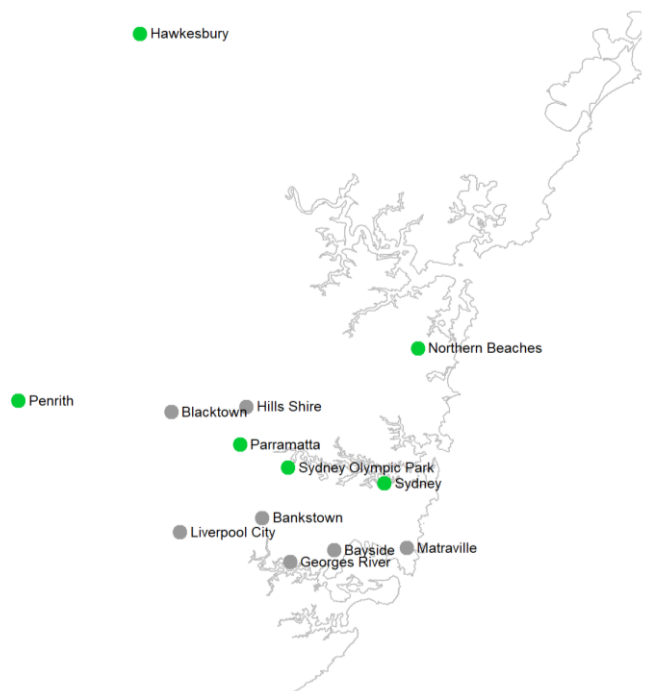 Hawkesbury
Northern Beaches
Penrith
Hills Shire
Blacktown
Parramatta
Sydney Olympic Park
Sydney
Bankstown
Liverpool City
Bayside
Matraville
Georges River